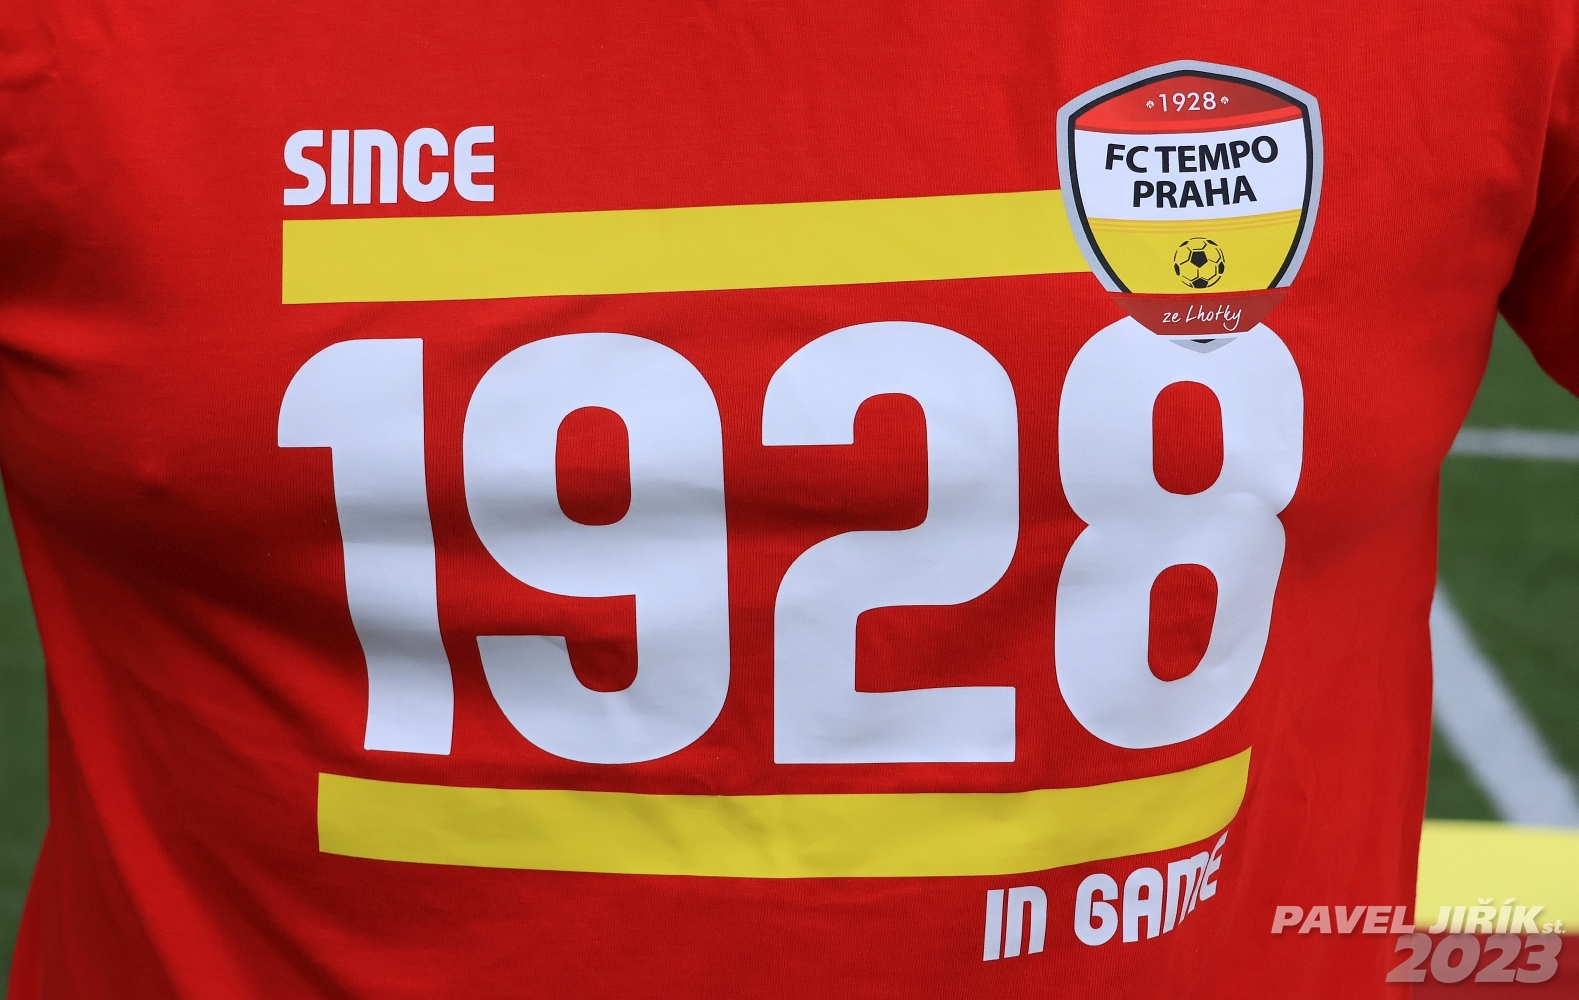 SINCE
1928
FC TEMPO
PRAHA
ze Lhotky
1928
IN GAME
PAVEL JIŘÍK st.
2023